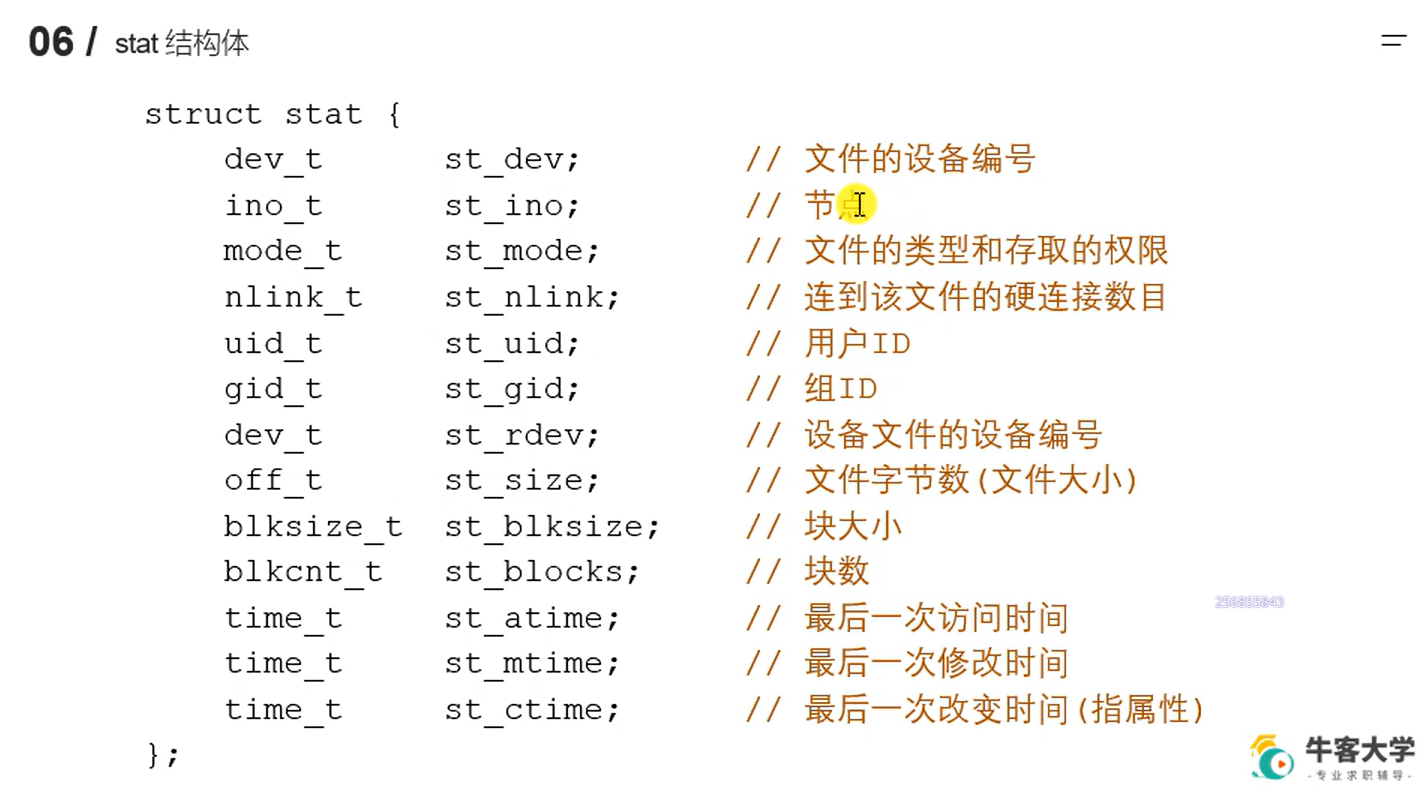 06 / stat 结构体
struct stat {
dev_t st_dev; // 文件的设备编号
ino_t st_ino; // 节点
mode_t st_mode; // 文件的类型和存取的权限
nlink_t st_nlink; // 连到该文件的硬连接数目
uid_t st_uid; // 用户ID
gid_t st_gid; // 组ID
dev_t st_rdev; // 设备文件的设备编号
off_t st_size; // 文件字节数(文件大小)
blksize_t st_blksize; // 块大小
blkcnt_t st_blocks; // 块数
time_t st_atime; // 最后一次访问时间
256855843
time_t st_mtime; // 最后一次修改时间
time_t st_ctime; // 最后一次改变时间(指属性)
};
牛客大学
-专业求职辅导-